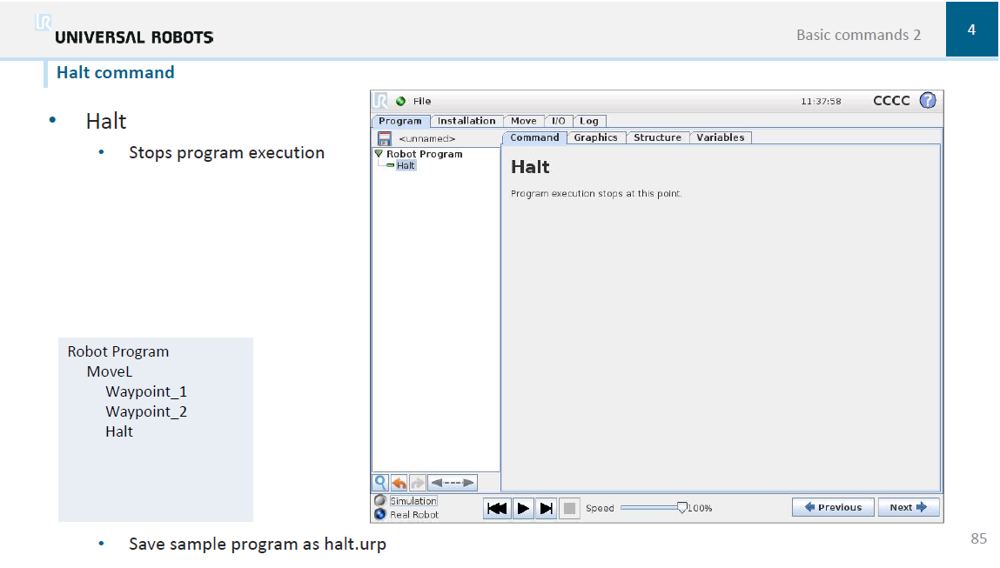 UR
UNIVERSAL ROBOTS
Basic commands 2
4
Halt command
• Halt
• Stops program execution
UR File 11:37:58 CCCC ?
Program Installation Move I/O Log
<unnamed> Command Graphics Structure Variables
Robot Program
Halt
Halt
Program execution stops at this point.
Robot Program
MoveL
Waypoint_1
Waypoint_2
Halt
Simulation
Real Robot
Speed 100%
Previous Next
• Save sample program as halt.urp
85